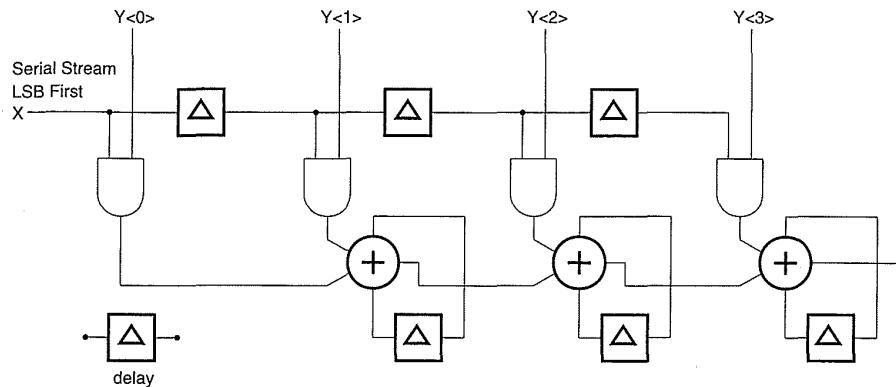 Y<0> Y<1> Y<2> Y<3>
Serial Stream
LSB First
X
Δ Δ Δ
+ + +
Δ Δ Δ Δ
delay